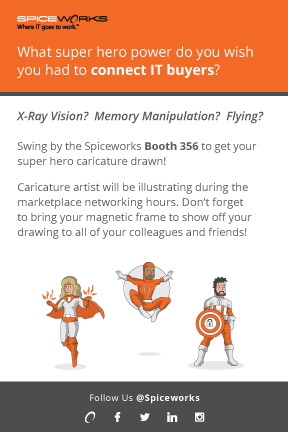 SPICEWORKS
Where IT goes to work.™
What super hero power do you wish
you had to connect IT buyers?
X-Ray Vision? Memory Manipulation? Flying?
Swing by the Spiceworks Booth 356 to get your
super hero caricature drawn!
Caricature artist will be illustrating during the
marketplace networking hours. Don't forget
to bring your magnetic frame to show off your
drawing to all of your colleagues and friends!
Follow Us @Spiceworks